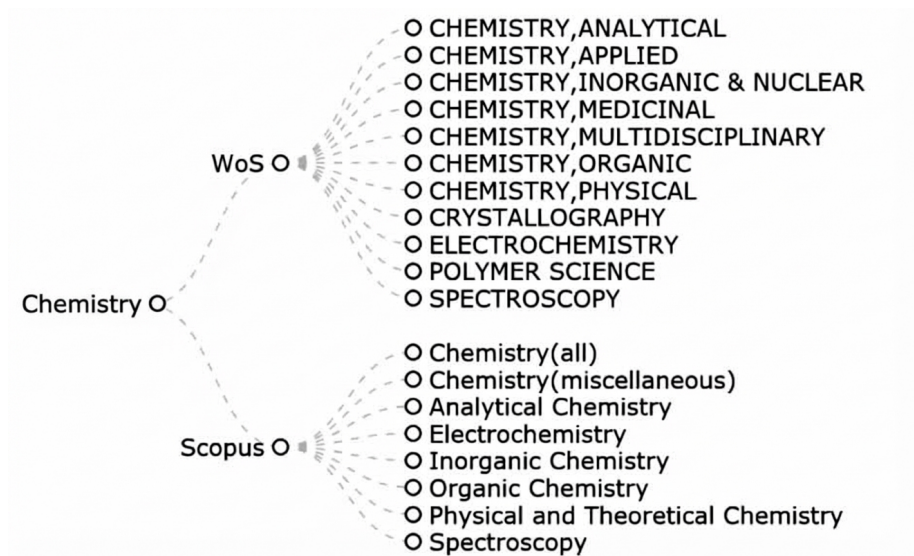 CHEMISTRY,ANALYTICAL
CHEMISTRY,APPLIED
CHEMISTRY,INORGANIC & NUCLEAR
CHEMISTRY,MEDICINAL
CHEMISTRY,MULTIDISCIPLINARY
WoS
CHEMISTRY,ORGANIC
CHEMISTRY,PHYSICAL
CRYSTALLOGRAPHY
ELECTROCHEMISTRY
POLYMER SCIENCE
SPECTROSCOPY
Chemistry
Chemistry(all)
Chemistry(miscellaneous)
Analytical Chemistry
Electrochemistry
Scopus
Inorganic Chemistry
Organic Chemistry
Physical and Theoretical Chemistry
Spectroscopy